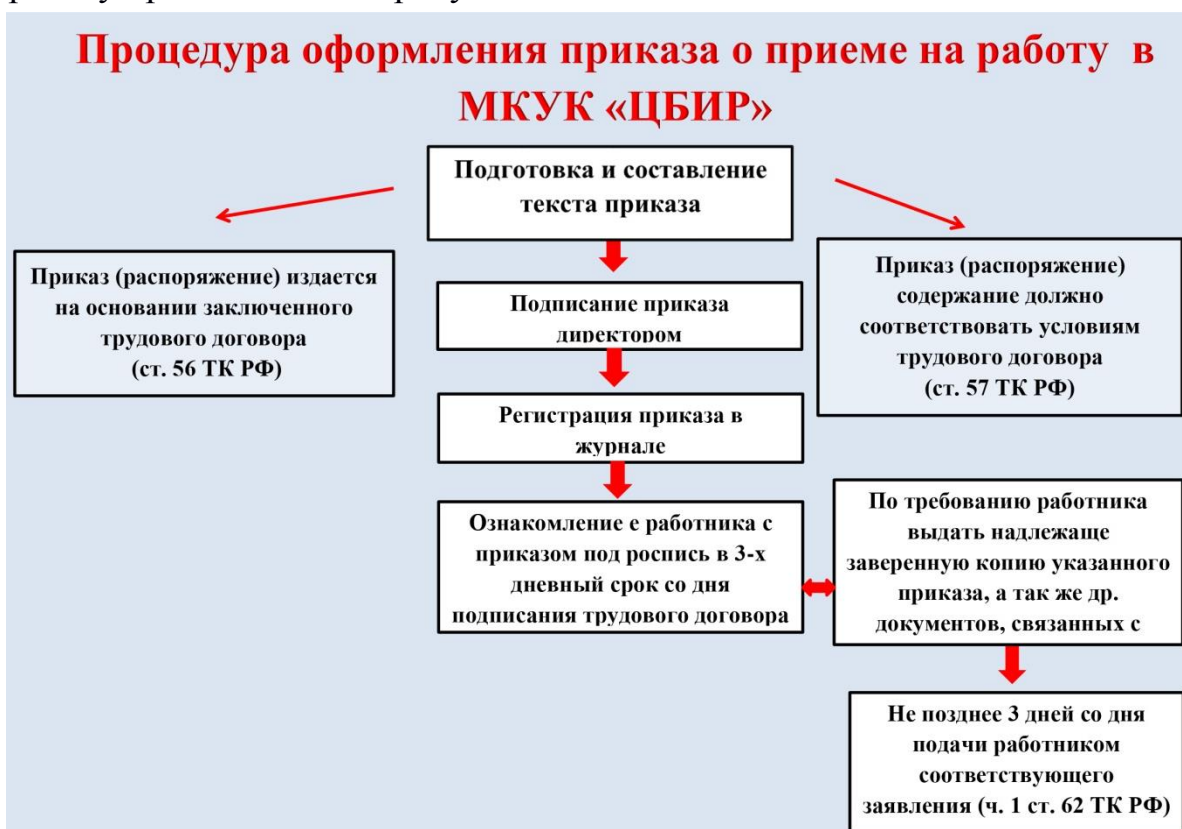 Процедура оформления приказа о приеме на работу в
МКУК «ЦБИР»
Подготовка и составление
текста приказа
Приказ (распоряжение) издается
на основании заключенного
трудового договора
(ст. 56 ТК РФ)
Приказ (распоряжение)
содержание должно
соответствовать условиям
трудового договора
(ст. 57 ТК РФ)
Подписание приказа
директором
Регистрация приказа в
журнале
Ознакомление е работника с
приказом под роспись в 3-х
дневный срок со дня
подписания трудового договора
По требованию работника
выдать надлежаще
заверенную копию указанного
приказа, а так же др.
документов, связанных с
Не позднее 3 дней со дня
подачи работником
соответствующего
заявления (ч. 1 ст. 62 ТК РФ)